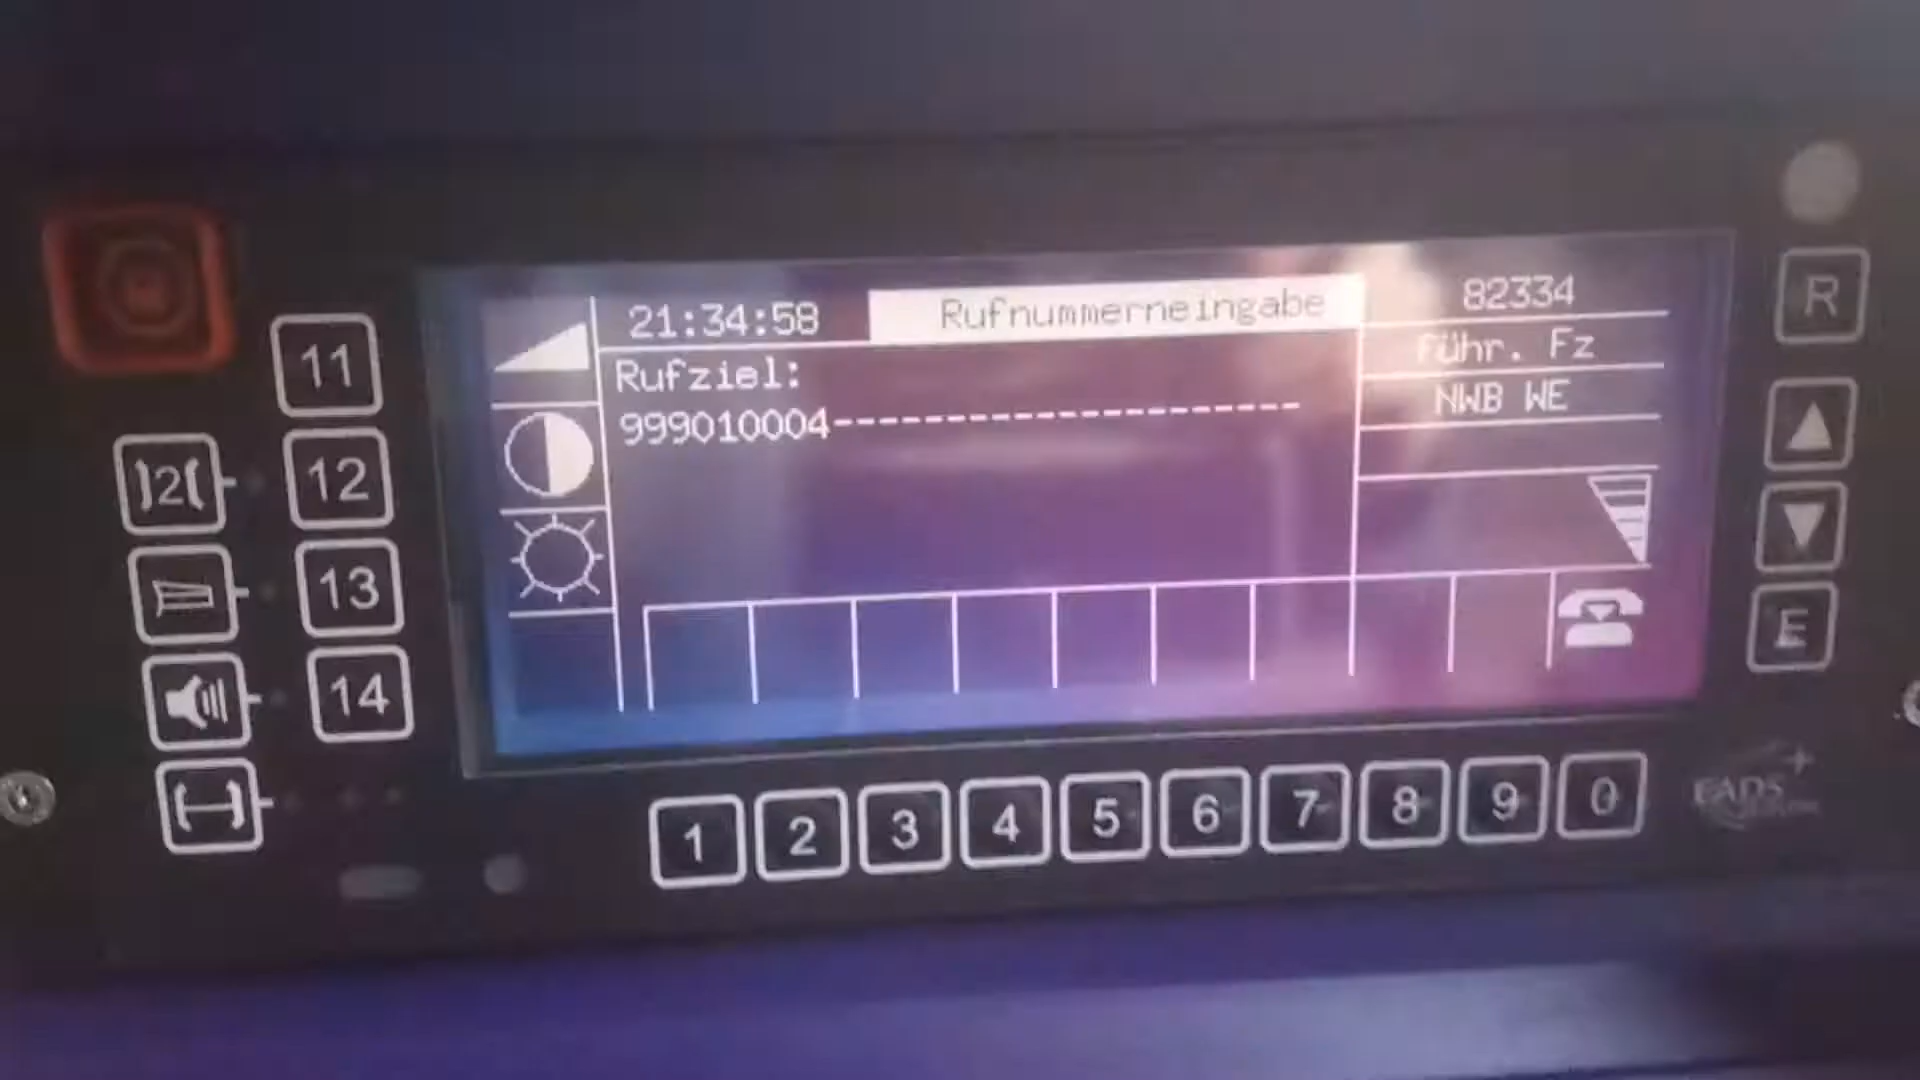 21:34:58 Rufnummerneingabe 82334
Führ. Fz
Rufziel:
NWB WE
999010004--------------------
R
11
12
13
14
2
E
1 2 3 4 5 6 7 8 9 0
EADS